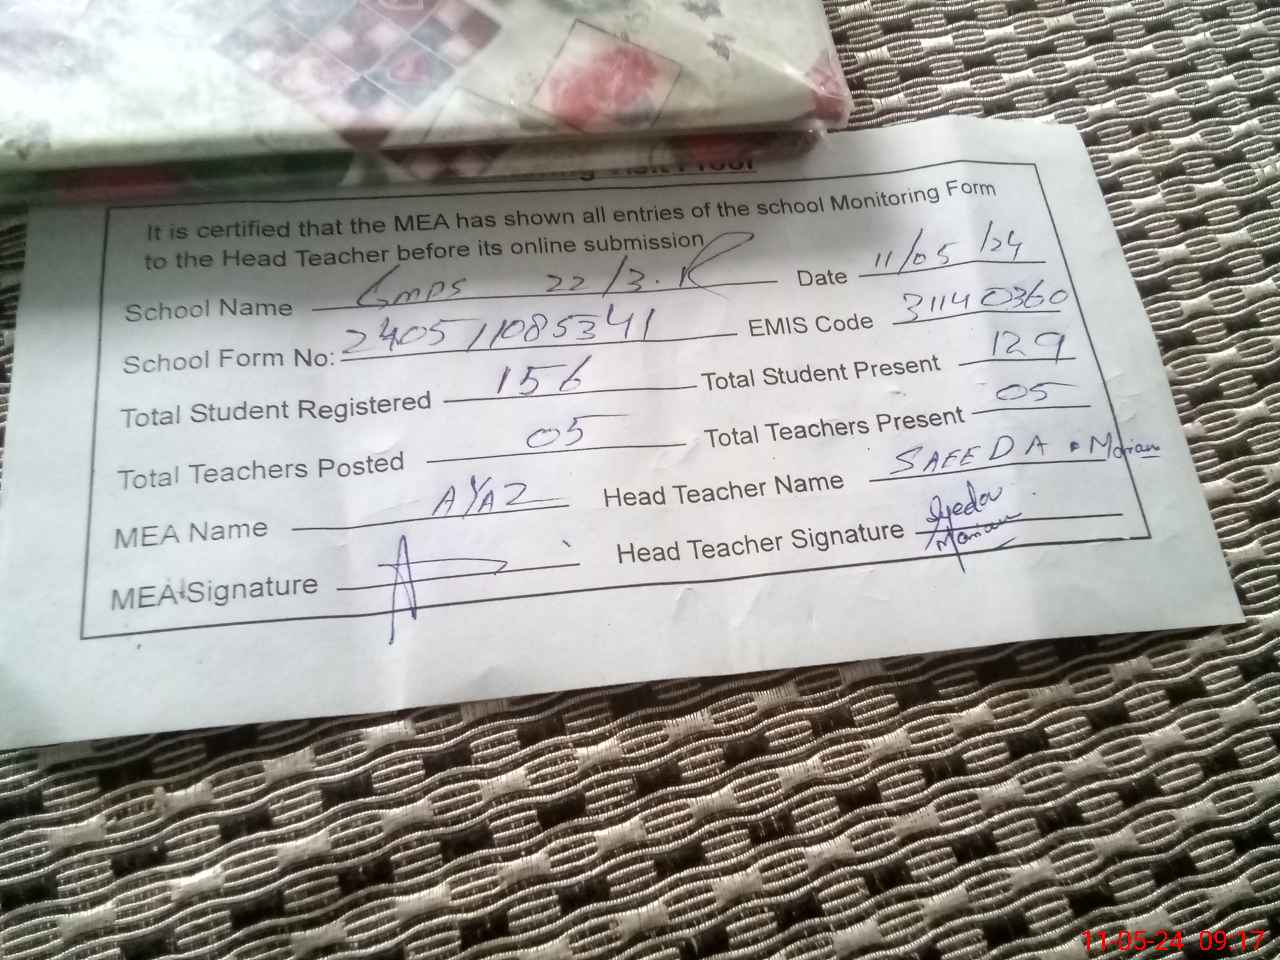 It is certified that the MEA has shown all entries of the school Monitoring Form
to the Head Teacher before its online submission
School Name Gmps 22/3.R Date 11/05/24
School Form No: 240511085341 EMIS Code 31140360
Total Student Registered 156 Total Student Present 129
Total Teachers Posted 05 Total Teachers Present 05
MEA Name AYAZ Head Teacher Name SAEEDA Marian
MEA Signature Head Teacher Signature
11-05-24 09:17